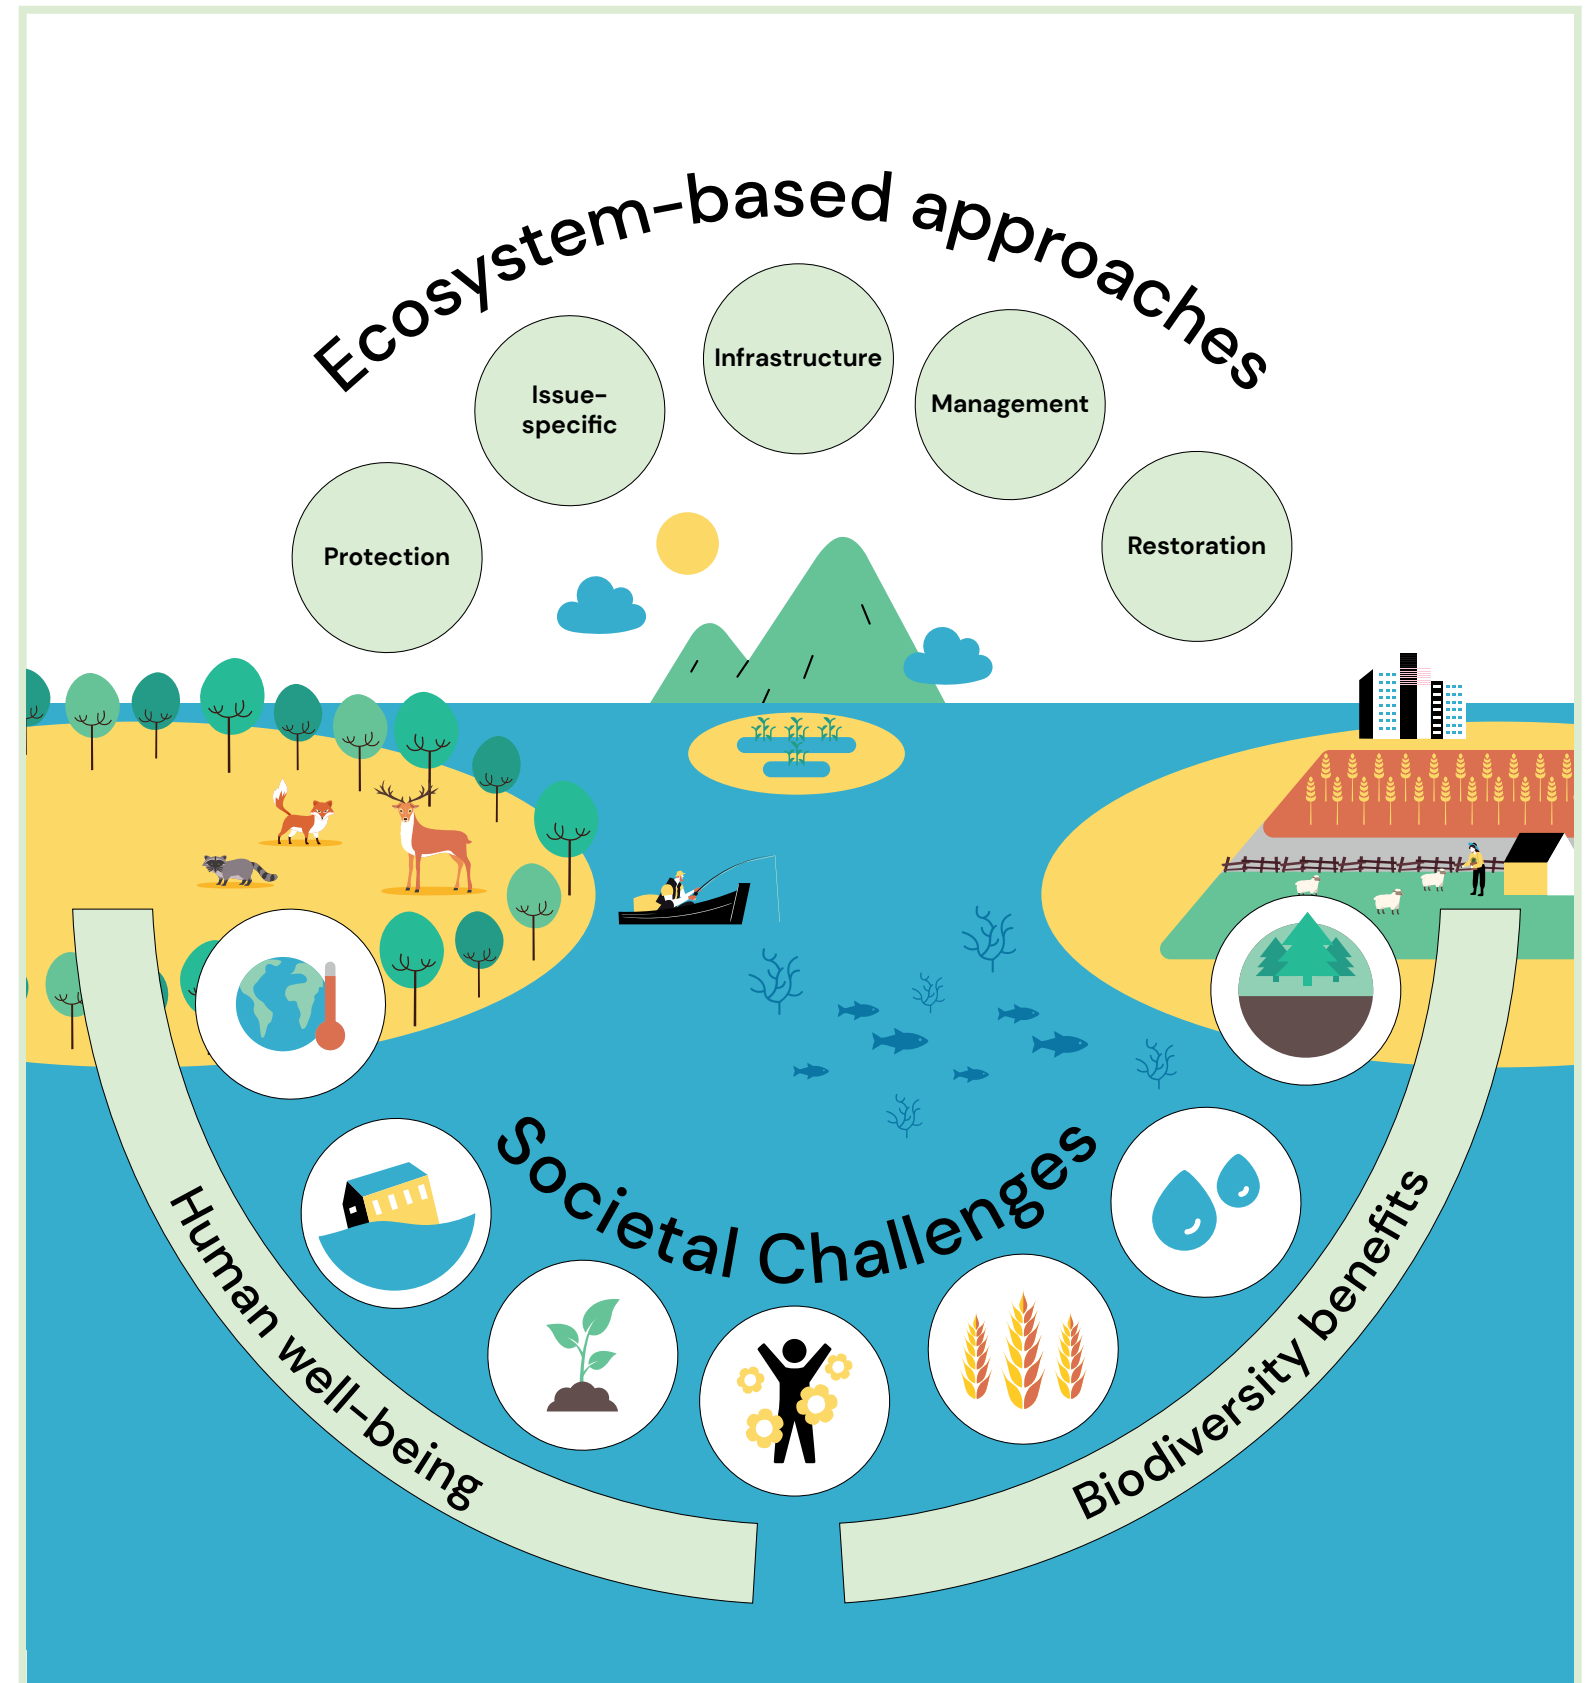 Ecosystem-based approaches
Infrastructure
Issue-
specific
Management
Protection
Restoration
Societal Challenges
Human well-being
Biodiversity benefits